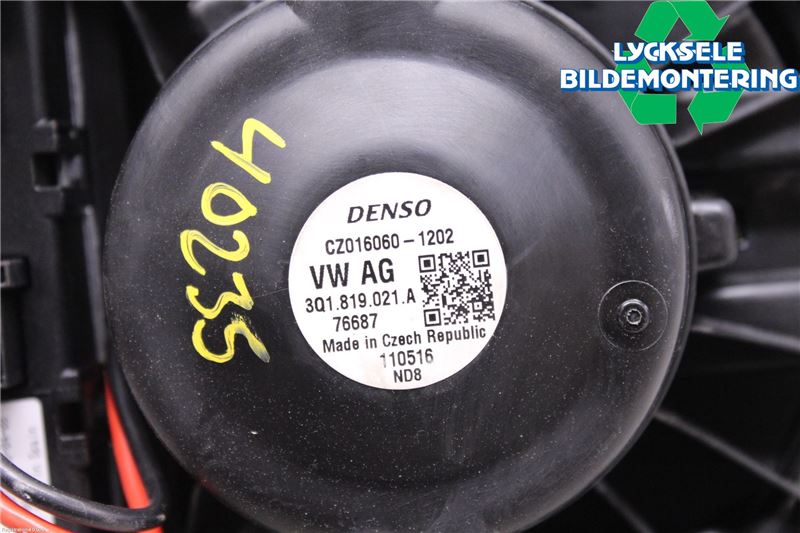 LYCKSELE
BILDEMONTERING
40235
DENSO
CZ016060-1202
VW AG
3Q1.819.021.A
76687
Made in Czech Republic
110516
ND8